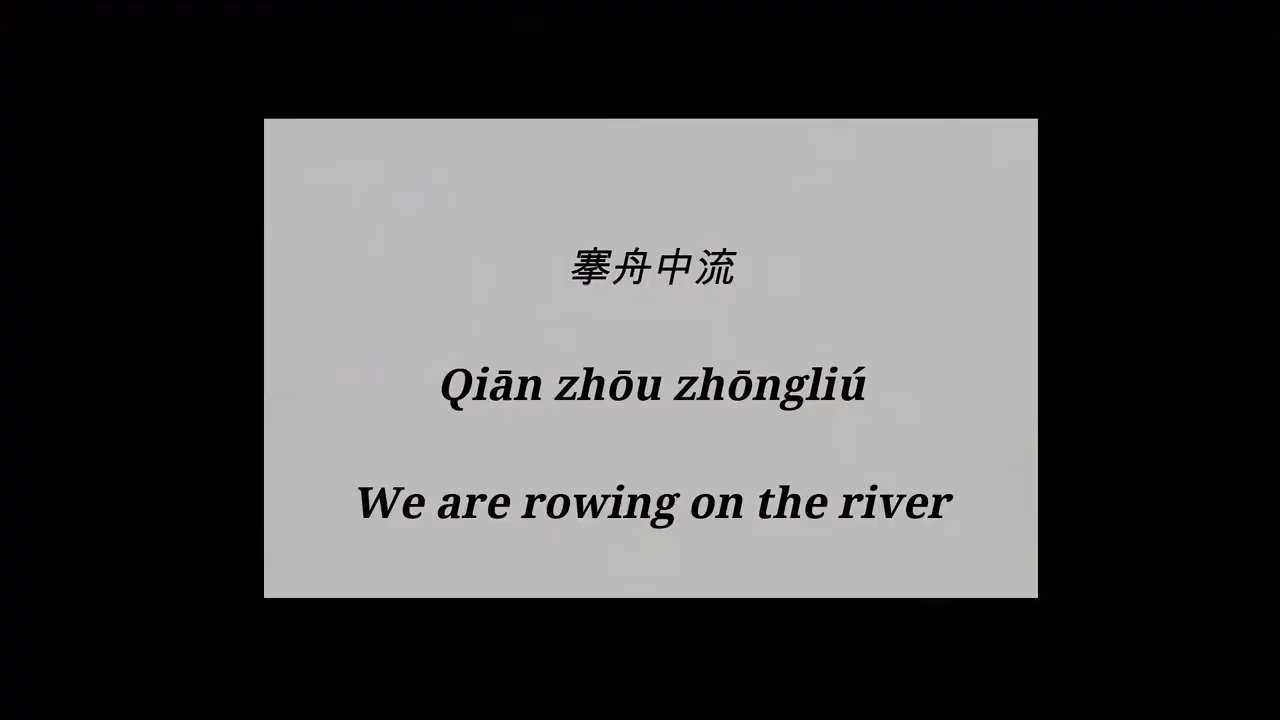 搴舟中流
Qiān zhōu zhōngliú
We are rowing on the river